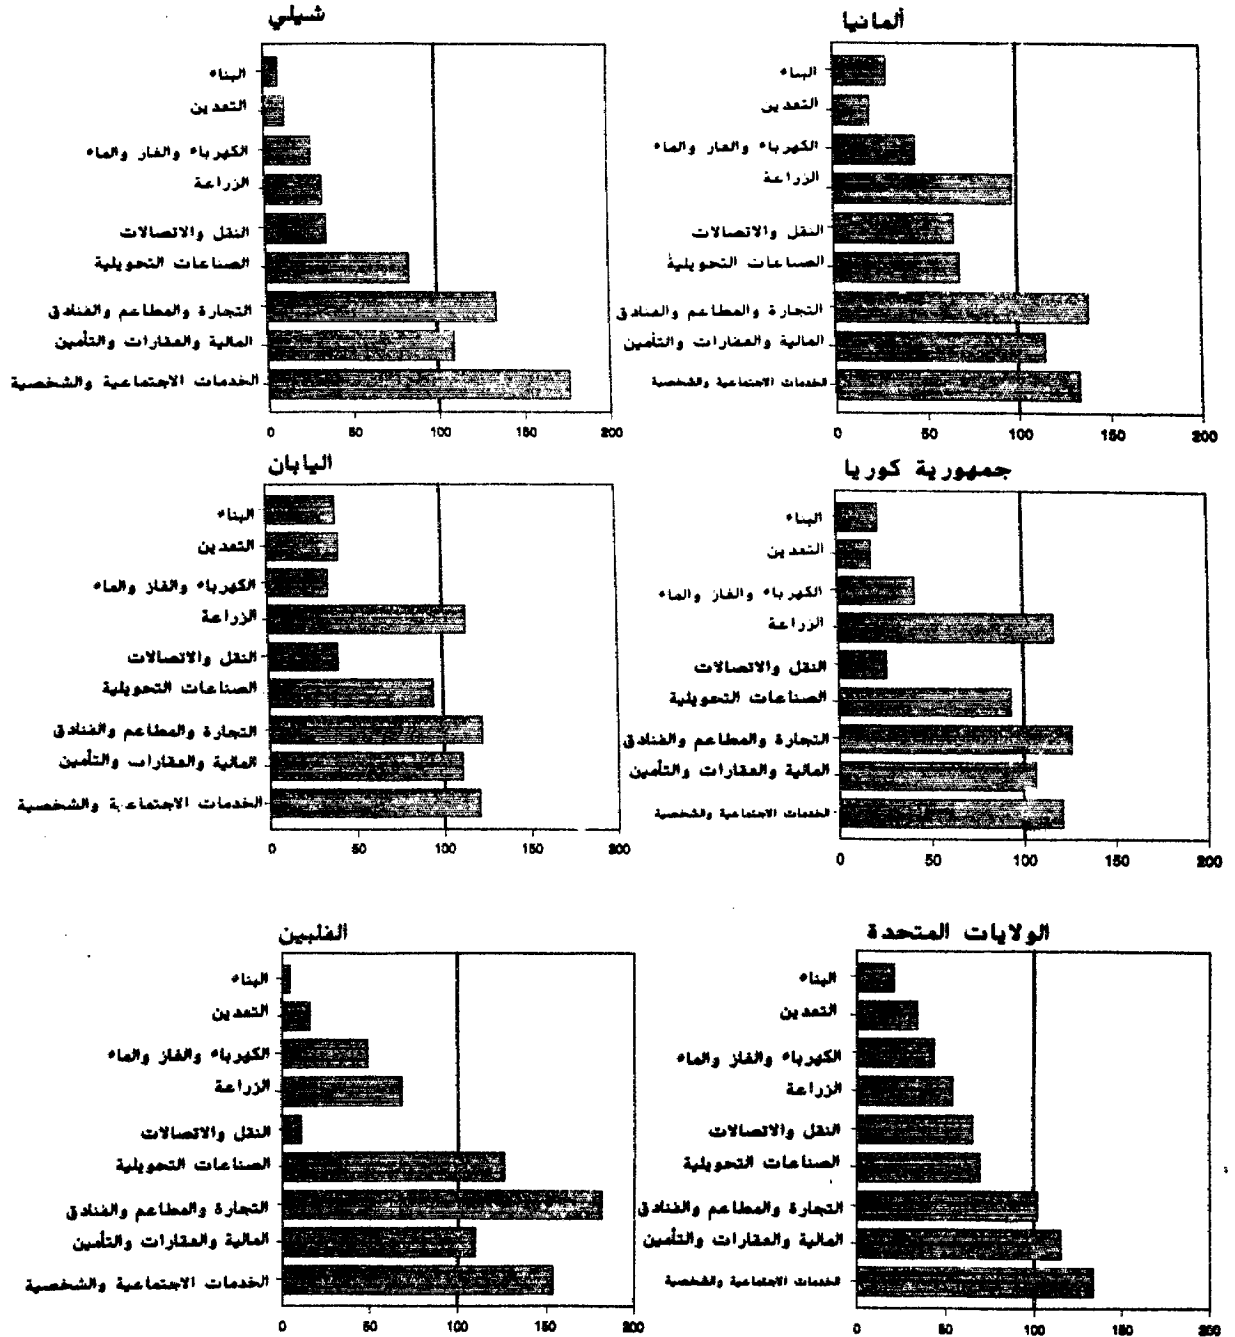 شيلي
البناء
التعدين
الكهرباء والغاز والماء
الزراعة
النقل والاتصالات
الصناعات التحويلية
التجارة والمطاعم والفنادق
المالية والعقارات والتأمين
الخدمات الاجتماعية والشخصية
0 50 100 150 200
ألمانيا
البناء
التعدين
الكهرباء والغاز والماء
الزراعة
النقل والاتصالات
الصناعات التحويلية
التجارة والمطاعم والفنادق
المالية والعقارات والتأمين
الخدمات الاجتماعية والشخصية
0 50 100 150 200
اليابان
البناء
التعدين
الكهرباء والغاز والماء
الزراعة
النقل والاتصالات
الصناعات التحويلية
التجارة والمطاعم والفنادق
المالية والعقارات والتأمين
الخدمات الاجتماعية والشخصية
0 50 100 150 200
جمهورية كوريا
البناء
التعدين
الكهرباء والغاز والماء
الزراعة
النقل والاتصالات
الصناعات التحويلية
التجارة والمطاعم والفنادق
المالية والعقارات والتأمين
الخدمات الاجتماعية والشخصية
0 50 100 150 200
الفلبين
البناء
التعدين
الكهرباء والغاز والماء
الزراعة
النقل والاتصالات
الصناعات التحويلية
التجارة والمطاعم والفنادق
المالية والعقارات والتأمين
الخدمات الاجتماعية والشخصية
0 50 100 150 200
الولايات المتحدة
البناء
التعدين
الكهرباء والغاز والماء
الزراعة
النقل والاتصالات
الصناعات التحويلية
التجارة والمطاعم والفنادق
المالية والعقارات والتأمين
الخدمات الاجتماعية والشخصية
0 50 100 150 200